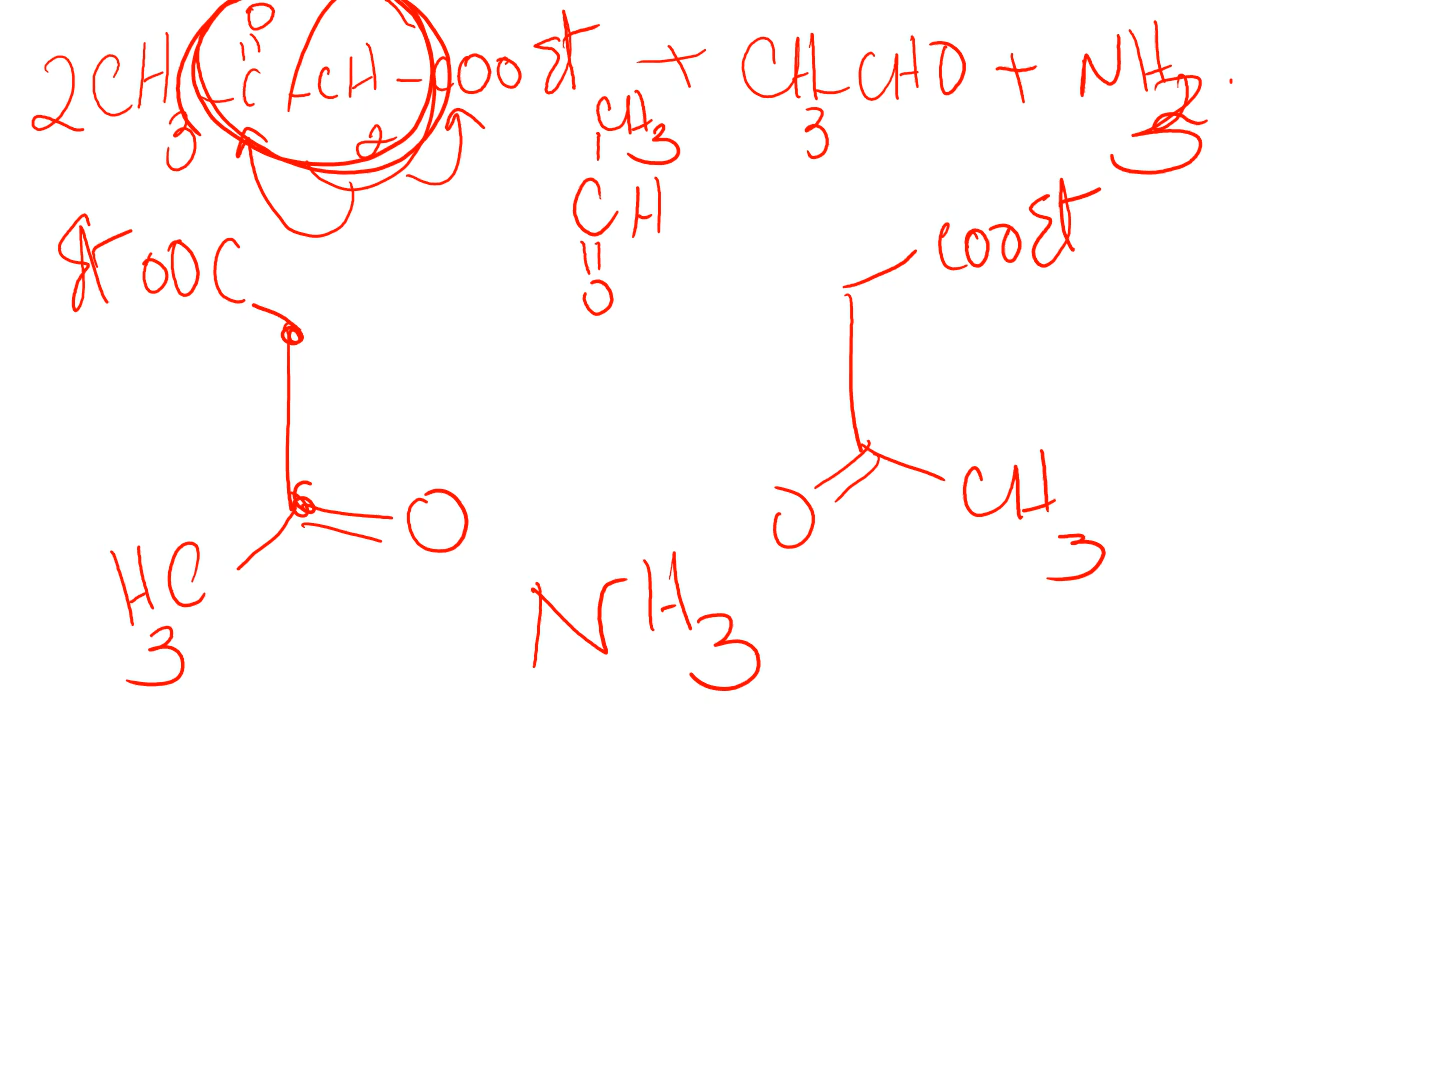 O
2CH3 - C - CH2 - COOEt + CH3CHO + NH3.
CH3
CH
O
EtOOC
COOEt
C
O
O
CH3
H3C
NH3